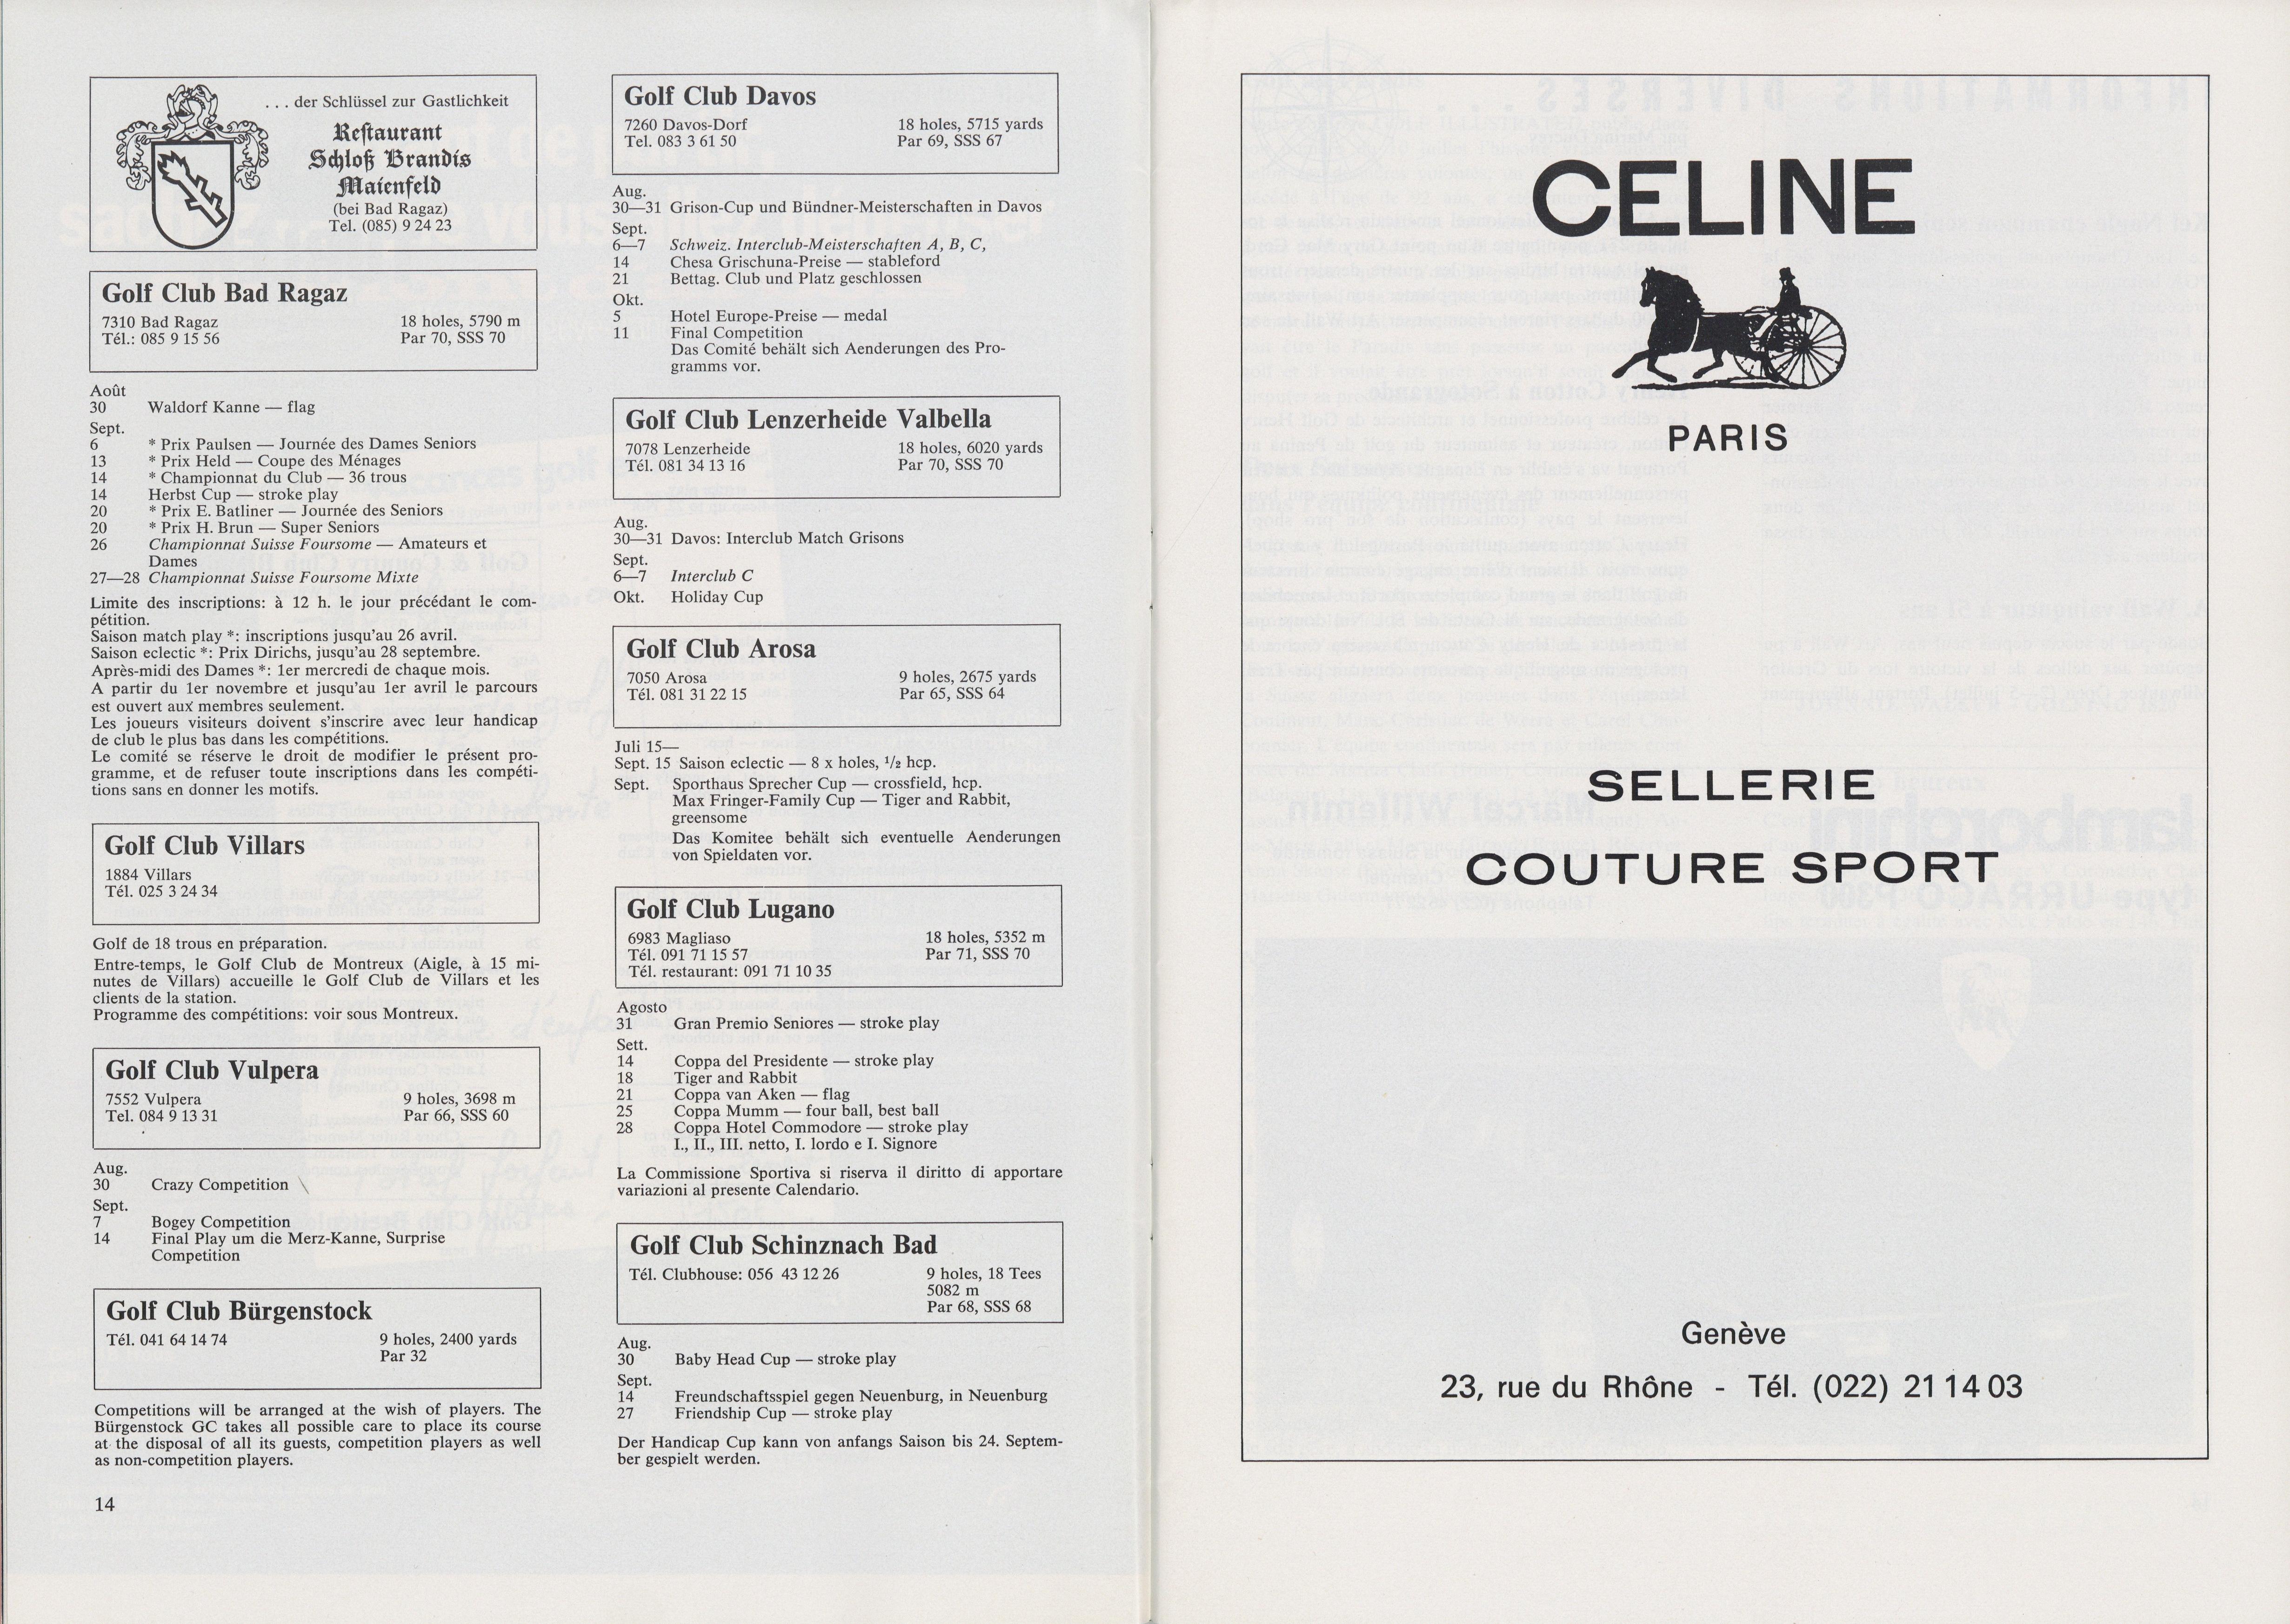 . . . der Schlüssel zur Gastlichkeit
Restaurant
Schloß Brandis
Maienfeld
(bei Bad Ragaz)
Tel. (085) 9 24 23
Golf Club Bad Ragaz
7310 Bad Ragaz 18 holes, 5790 m
Tél.: 085 9 15 56 Par 70, SSS 70
Août
30 Waldorf Kanne — flag
Sept.
6 * Prix Paulsen — Journée des Dames Seniors
13 * Prix Held — Coupe des Ménages
14 * Championnat du Club — 36 trous
14 Herbst Cup — stroke play
20 * Prix E. Batliner — Journée des Seniors
20 * Prix H. Brun — Super Seniors
26 Championnat Suisse Foursome — Amateurs et
Dames
27—28 Championnat Suisse Foursome Mixte
Limite des inscriptions: à 12 h. le jour précédant le com-
pétition.
Saison match play *: inscriptions jusqu'au 26 avril.
Saison eclectic *: Prix Dirichs, jusqu'au 28 septembre.
Après-midi des Dames *: 1er mercredi de chaque mois.
A partir du 1er novembre et jusqu'au 1er avril le parcours
est ouvert aux membres seulement.
Les joueurs visiteurs doivent s'inscrire avec leur handicap
de club le plus bas dans les compétitions.
Le comité se réserve le droit de modifier le présent pro-
gramme, et de refuser toute inscriptions dans les compéti-
tions sans en donner les motifs.
Golf Club Villars
1884 Villars
Tél. 025 3 24 34
Golf de 18 trous en préparation.
Entre-temps, le Golf Club de Montreux (Aigle, à 15 mi-
nutes de Villars) accueille le Golf Club de Villars et les
clients de la station.
Programme des compétitions: voir sous Montreux.
Golf Club Vulpera
7552 Vulpera 9 holes, 3698 m
Tel. 084 9 13 31 Par 66, SSS 60
Aug.
30 Crazy Competition
Sept.
7 Bogey Competition
14 Final Play um die Merz-Kanne, Surprise
Competition
Golf Club Bürgenstock
Tél. 041 64 14 74 9 holes, 2400 yards
Par 32
Competitions will be arranged at the wish of players. The
Bürgenstock GC takes all possible care to place its course
at the disposal of all its guests, competition players as well
as non-competition players.
14
Golf Club Davos
7260 Davos-Dorf 18 holes, 5715 yards
Tel. 083 3 61 50 Par 69, SSS 67
Aug.
30—31 Grison-Cup und Bündner-Meisterschaften in Davos
Sept.
6—7 Schweiz. Interclub-Meisterschaften A, B, C,
14 Chesa Grischuna-Preise — stableford
21 Bettag. Club und Platz geschlossen
Okt.
5 Hotel Europe-Preise — medal
11 Final Competition
Das Comité behält sich Aenderungen des Pro-
gramms vor.
Golf Club Lenzerheide Valbella
7078 Lenzerheide 18 holes, 6020 yards
Tél. 081 34 13 16 Par 70, SSS 70
Aug.
30—31 Davos: Interclub Match Grisons
Sept.
6—7 Interclub C
Okt. Holiday Cup
Golf Club Arosa
7050 Arosa 9 holes, 2675 yards
Tél. 081 31 22 15 Par 65, SSS 64
Juli 15—
Sept. 15 Saison eclectic — 8 x holes, 1/2 hcp.
Sept. Sporthaus Sprecher Cup — crossfield, hcp.
Max Fringer-Family Cup — Tiger and Rabbit,
greensome
Das Komitee behält sich eventuelle Aenderungen
von Spieldaten vor.
Golf Club Lugano
6983 Magliaso 18 holes, 5352 m
Tél. 091 71 15 57 Par 71, SSS 70
Tél. restaurant: 091 71 10 35
Agosto
31 Gran Premio Seniores — stroke play
Sett.
14 Coppa del Presidente — stroke play
18 Tiger and Rabbit
21 Coppa van Aken — flag
25 Coppa Mumm — four ball, best ball
28 Coppa Hotel Commodore — stroke play
I., II., III. netto, I. lordo e I. Signore
La Commissione Sportiva si riserva il diritto di apportare
variazioni al presente Calendario.
Golf Club Schinznach Bad
Tél. Clubhouse: 056 43 12 26 9 holes, 18 Tees
5082 m
Par 68, SSS 68
Aug.
30 Baby Head Cup — stroke play
Sept.
14 Freundschaftsspiel gegen Neuenburg, in Neuenburg
27 Friendship Cup — stroke play
Der Handicap Cup kann von anfangs Saison bis 24. Septem-
ber gespielt werden.
CELINE
PARIS
SELLERIE
COUTURE SPORT
Genève
23, rue du Rhône - Tél. (022) 21 14 03